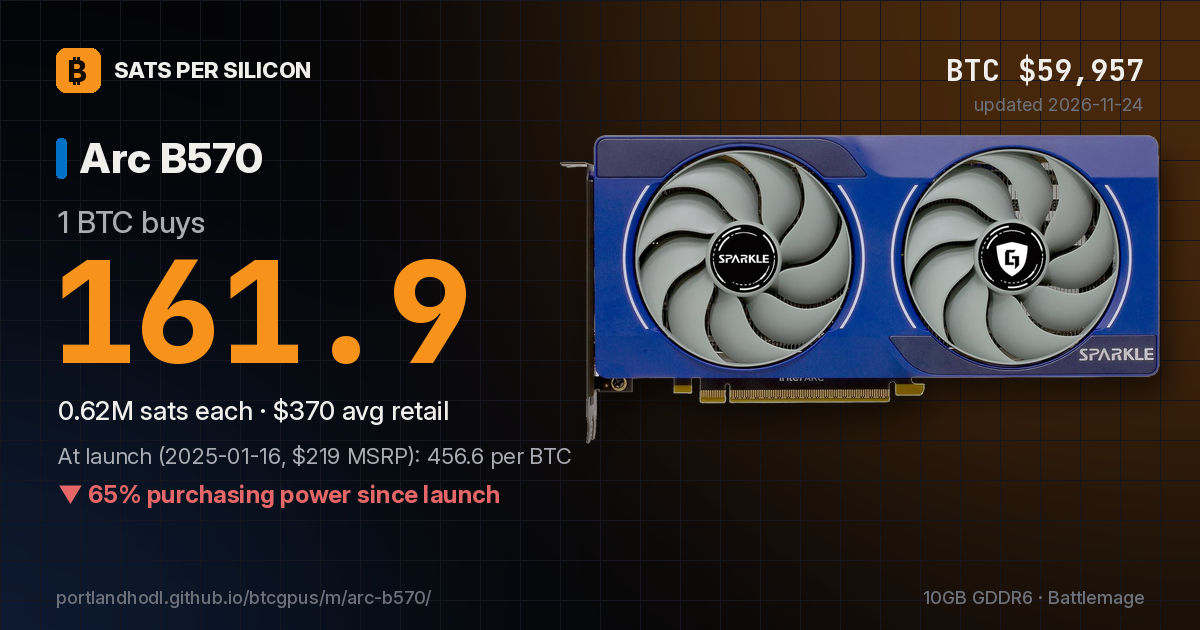 SATS PER SILICON
BTC $59,957
updated 2026-11-24
Arc B570
1 BTC buys
161.9
0.62M sats each · $370 avg retail
At launch (2025-01-16, $219 MSRP): 456.6 per BTC
▼ 65% purchasing power since launch
SPARKLE
SPARKLE
intel ARC
portlandhodl.github.io/btcgpus/m/arc-b570/
10GB GDDR6 · Battlemage